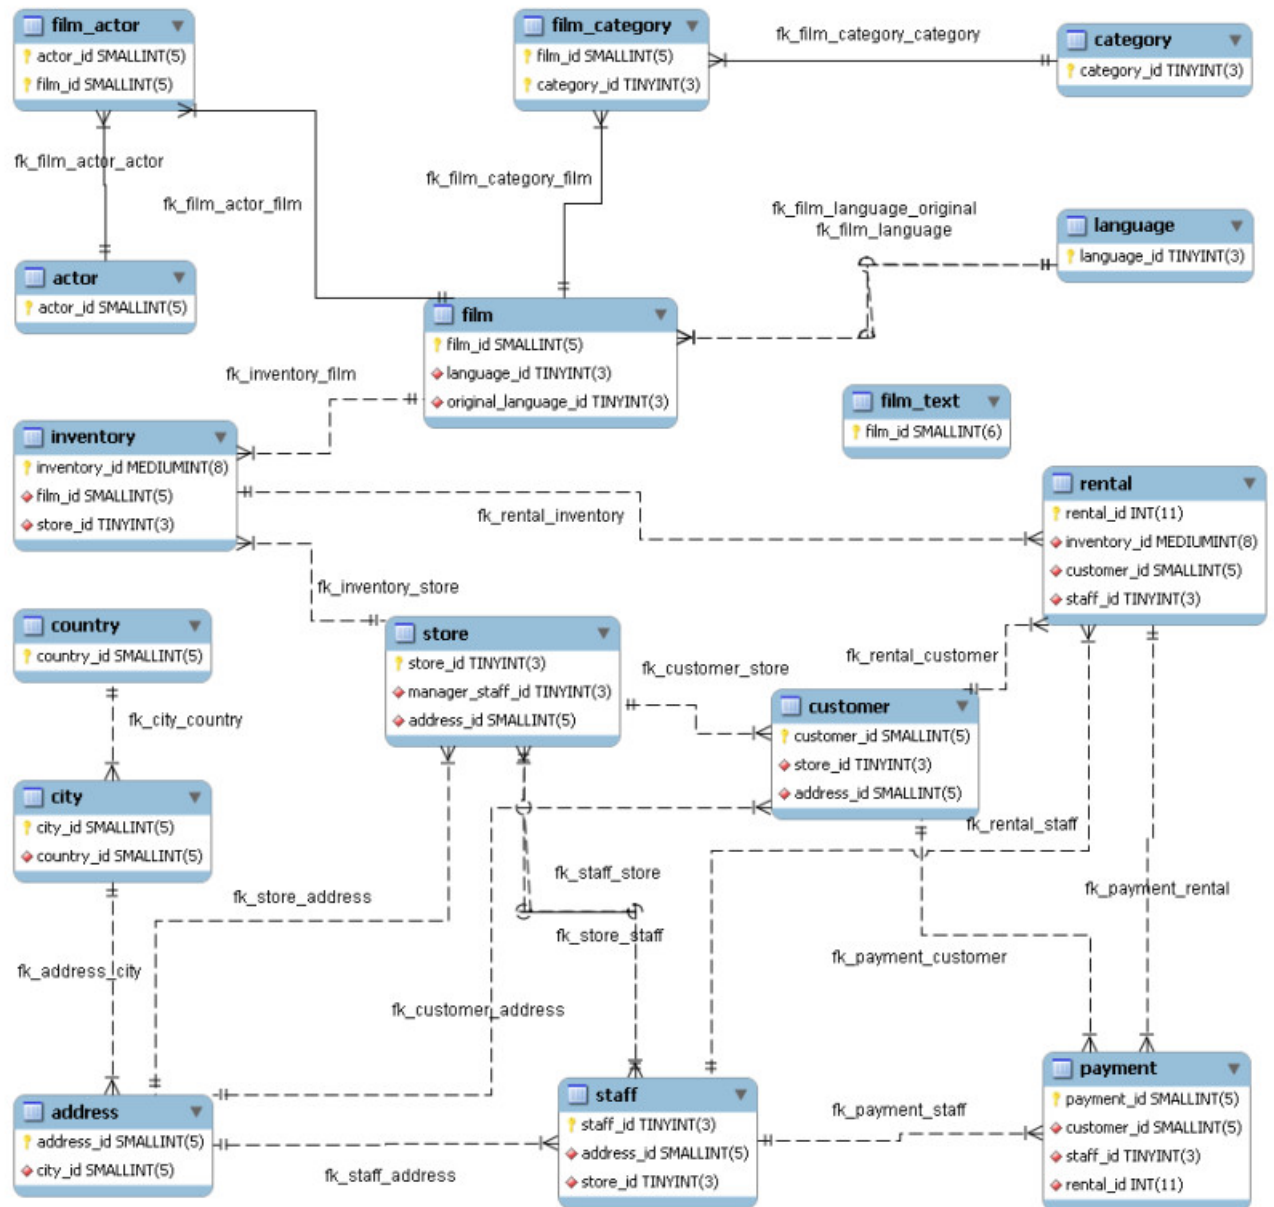 film_actor
actor_id SMALLINT(5)
film_id SMALLINT(5)
film_category
film_id SMALLINT(5)
category_id TINYINT(3)
fk_film_category_category
category
category_id TINYINT(3)
fk_film_actor_actor
fk_film_actor_film
fk_film_category_film
fk_film_language_original
fk_film_language
language
language_id TINYINT(3)
actor
actor_id SMALLINT(5)
film
film_id SMALLINT(5)
language_id TINYINT(3)
original_language_id TINYINT(3)
fk_inventory_film
film_text
film_id SMALLINT(6)
inventory
inventory_id MEDIUMINT(8)
film_id SMALLINT(5)
store_id TINYINT(3)
fk_rental_inventory
rental
rental_id INT(11)
inventory_id MEDIUMINT(8)
customer_id SMALLINT(5)
staff_id TINYINT(3)
fk_inventory_store
country
country_id SMALLINT(5)
store
store_id TINYINT(3)
manager_staff_id TINYINT(3)
address_id SMALLINT(5)
fk_customer_store
fk_rental_customer
fk_city_country
customer
customer_id SMALLINT(5)
store_id TINYINT(3)
address_id SMALLINT(5)
city
city_id SMALLINT(5)
country_id SMALLINT(5)
fk_rental_staff
fk_staff_store
fk_store_address
fk_payment_rental
fk_store_staff
fk_payment_customer
fk_address_city
fk_customer_address
address
address_id SMALLINT(5)
city_id SMALLINT(5)
fk_staff_address
staff
staff_id TINYINT(3)
address_id SMALLINT(5)
store_id TINYINT(3)
fk_payment_staff
payment
payment_id SMALLINT(5)
customer_id SMALLINT(5)
staff_id TINYINT(3)
rental_id INT(11)